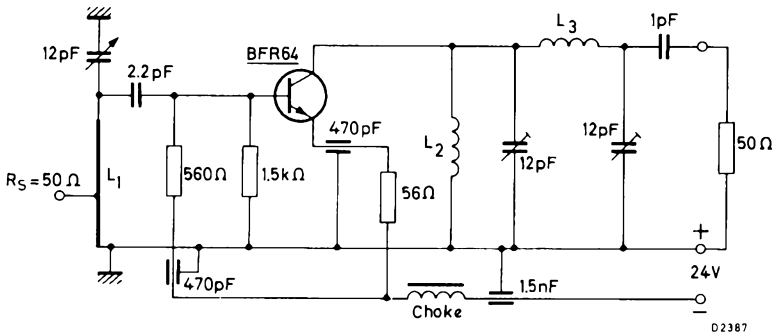 L3
1pF
BFR64
12pF
2.2pF
470pF
L2
12pF
12pF
50Ω
RS = 50 Ω
L1
560Ω
1.5kΩ
56Ω
+
24V
–
470pF
Choke
1.5nF
D2387